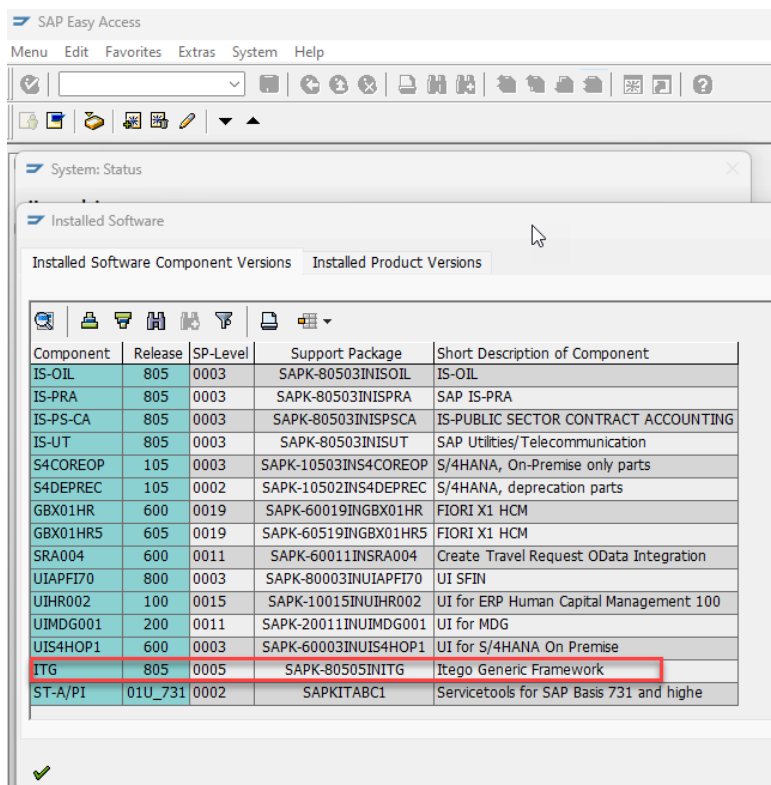 SAP Easy Access
Menu Edit Favorites Extras System Help
System: Status
Installed Software
Installed Software Component Versions Installed Product Versions
Component Release SP-Level Support Package Short Description of Component
IS-OIL 805 0003 SAPK-80503INISOIL IS-OIL
IS-PRA 805 0003 SAPK-80503INISPRA SAP IS-PRA
IS-PS-CA 805 0003 SAPK-80503INISPSCA IS-PUBLIC SECTOR CONTRACT ACCOUNTING
IS-UT 805 0003 SAPK-80503INISUT SAP Utilities/Telecommunication
S4COREOP 105 0003 SAPK-10503INS4COREOP S/4HANA, On-Premise only parts
S4DEPREC 105 0002 SAPK-10502INS4DEPREC S/4HANA, deprecation parts
GBX01HR 600 0019 SAPK-60019INGBX01HR FIORI X1 HCM
GBX01HR5 605 0019 SAPK-60519INGBX01HR5 FIORI X1 HCM
SRA004 600 0011 SAPK-60011INSRA004 Create Travel Request OData Integration
UIAPFI70 800 0003 SAPK-80003INUIAPFI70 UI SFIN
UIHR002 100 0015 SAPK-10015INUIHR002 UI for ERP Human Capital Management 100
UIMDG001 200 0011 SAPK-20011INUIMDG001 UI for MDG
UIS4HOP1 600 0003 SAPK-60003INUIS4HOP1 UI for S/4HANA On Premise
ITG 805 0005 SAPK-80505INITG Itego Generic Framework
ST-A/PI 01U_731 0002 SAPKITABC1 Servicetools for SAP Basis 731 and highe